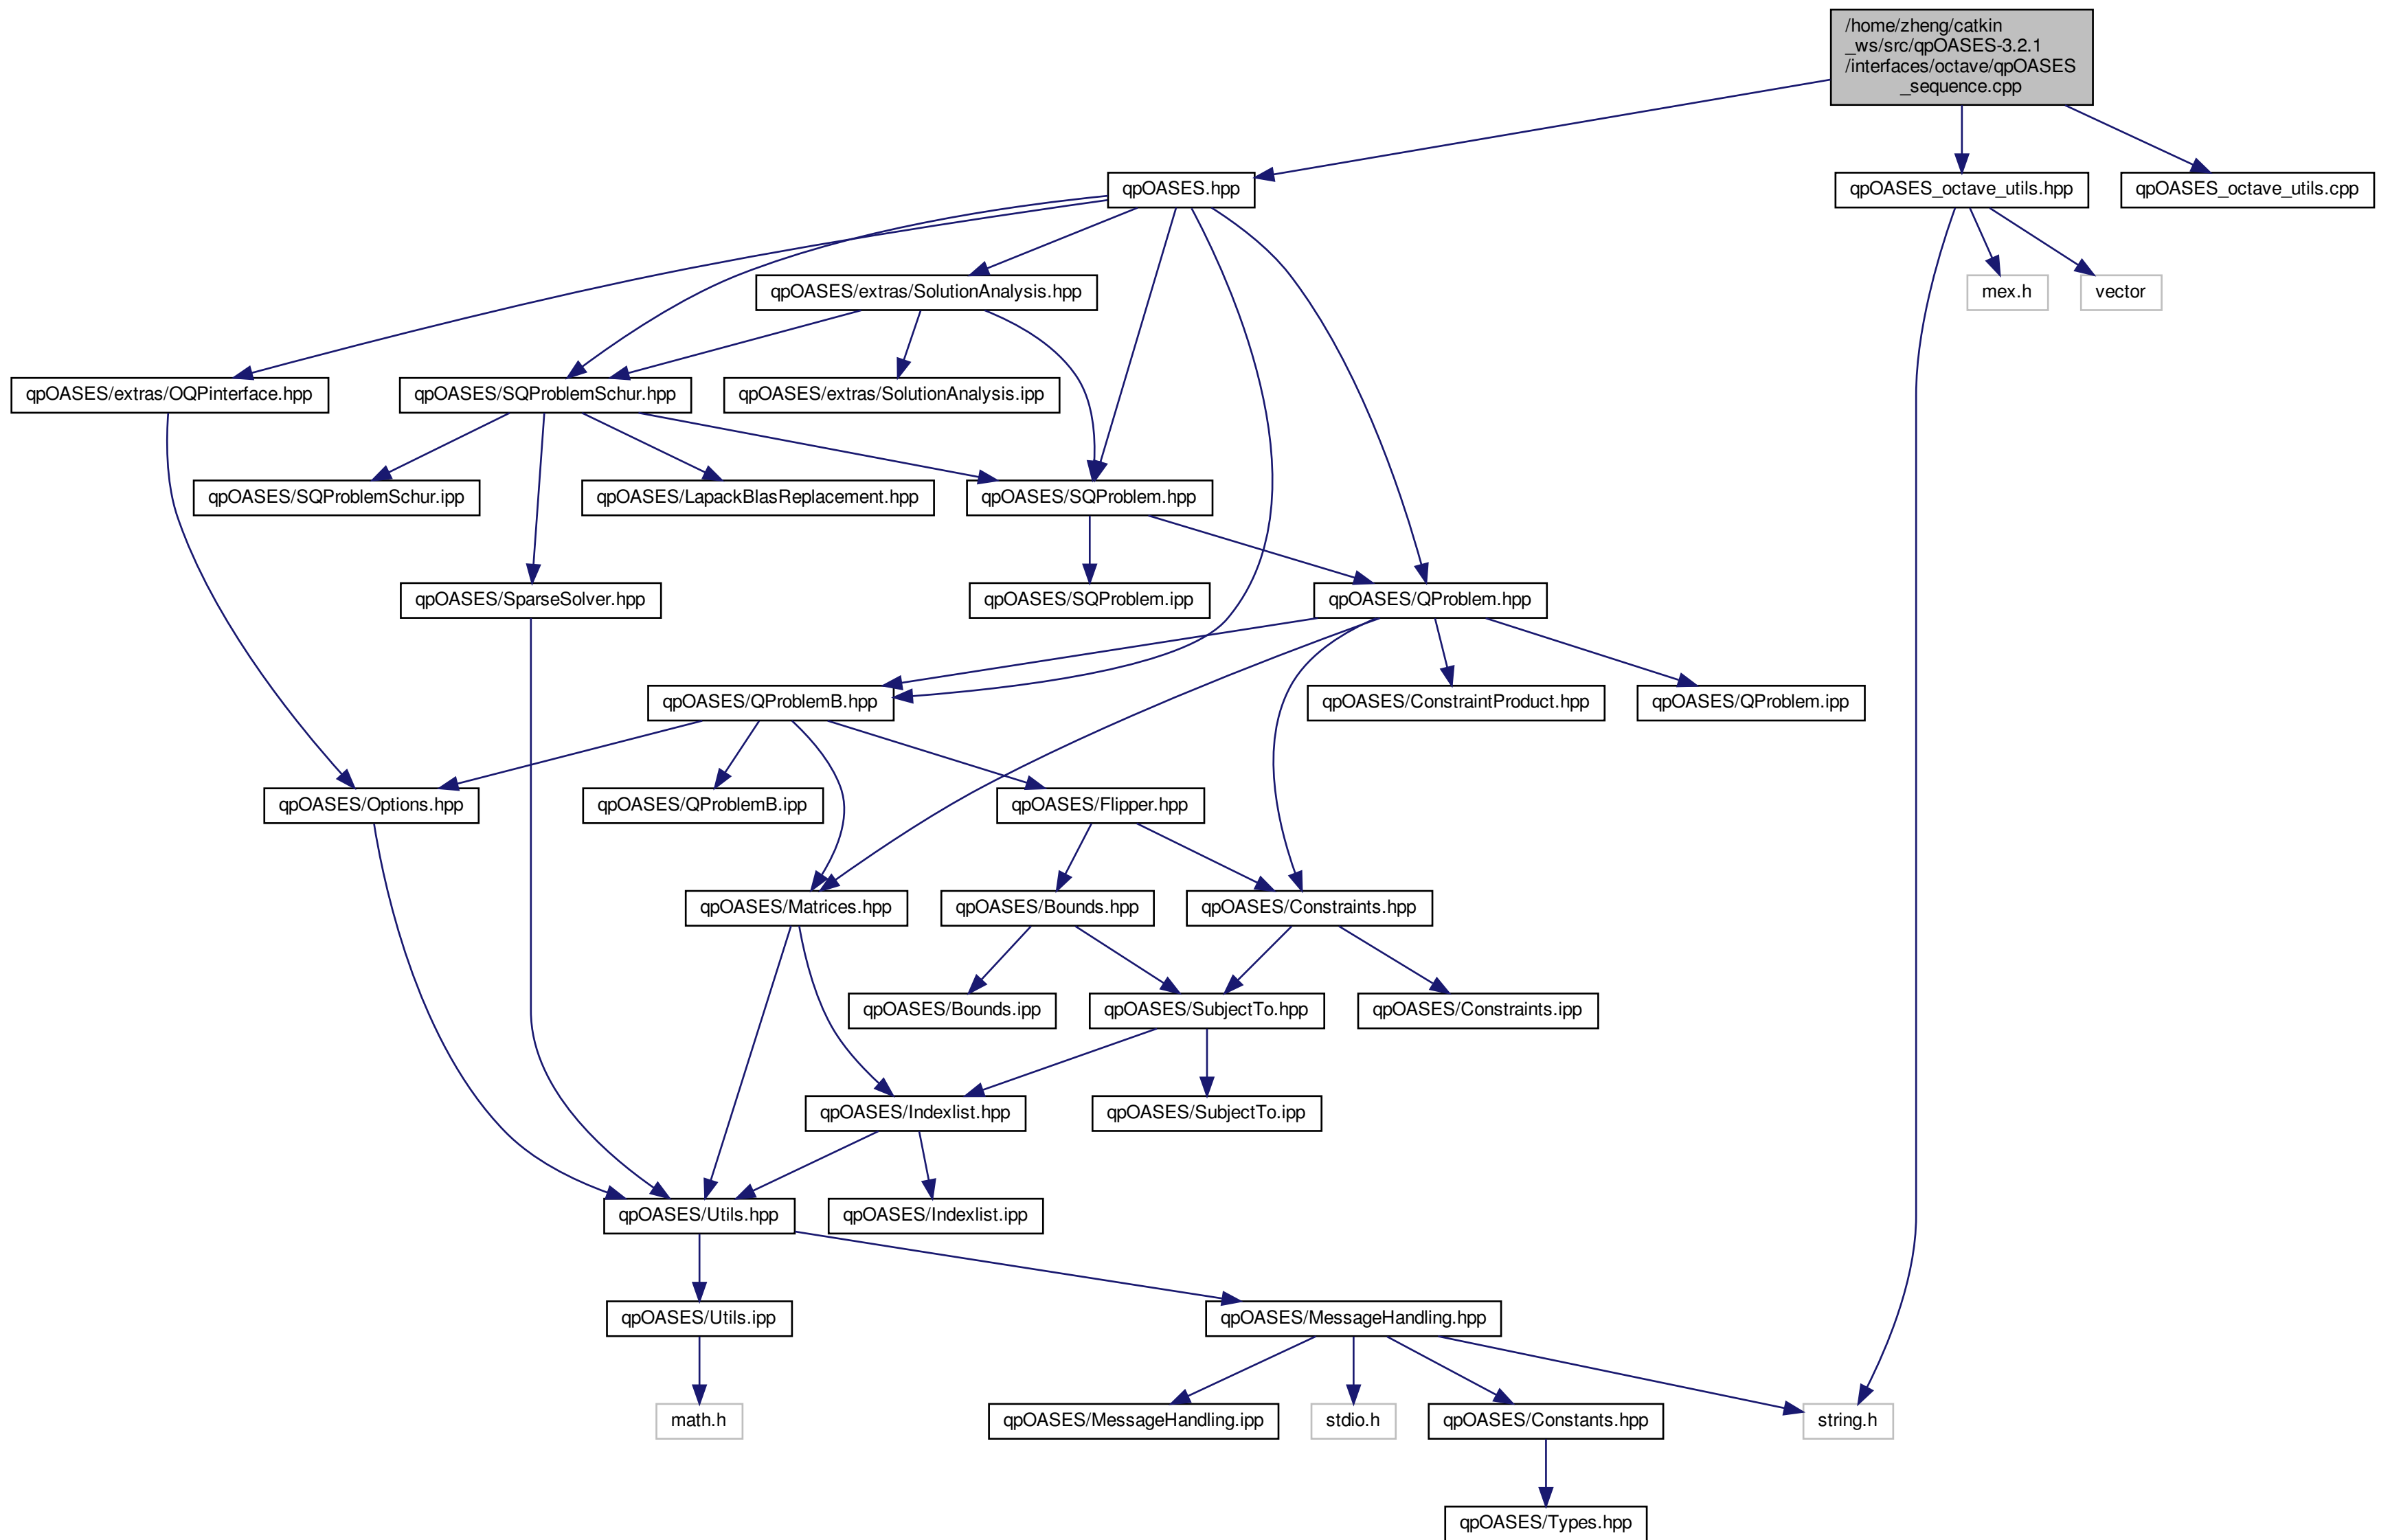 /home/zheng/catkin
_ws/src/qpOASES-3.2.1
/interfaces/octave/qpOASES
_sequence.cpp
qpOASES.hpp
qpOASES_octave_utils.hpp
qpOASES_octave_utils.cpp
qpOASES/extras/SolutionAnalysis.hpp
mex.h
vector
qpOASES/extras/OQPinterface.hpp
qpOASES/SQProblemSchur.hpp
qpOASES/extras/SolutionAnalysis.ipp
qpOASES/SQProblemSchur.ipp
qpOASES/LapackBlasReplacement.hpp
qpOASES/SQProblem.hpp
qpOASES/SparseSolver.hpp
qpOASES/SQProblem.ipp
qpOASES/QProblem.hpp
qpOASES/QProblemB.hpp
qpOASES/ConstraintProduct.hpp
qpOASES/QProblem.ipp
qpOASES/Options.hpp
qpOASES/QProblemB.ipp
qpOASES/Flipper.hpp
qpOASES/Matrices.hpp
qpOASES/Bounds.hpp
qpOASES/Constraints.hpp
qpOASES/Bounds.ipp
qpOASES/SubjectTo.hpp
qpOASES/Constraints.ipp
qpOASES/Indexlist.hpp
qpOASES/SubjectTo.ipp
qpOASES/Utils.hpp
qpOASES/Indexlist.ipp
qpOASES/Utils.ipp
qpOASES/MessageHandling.hpp
math.h
qpOASES/MessageHandling.ipp
stdio.h
qpOASES/Constants.hpp
string.h
qpOASES/Types.hpp